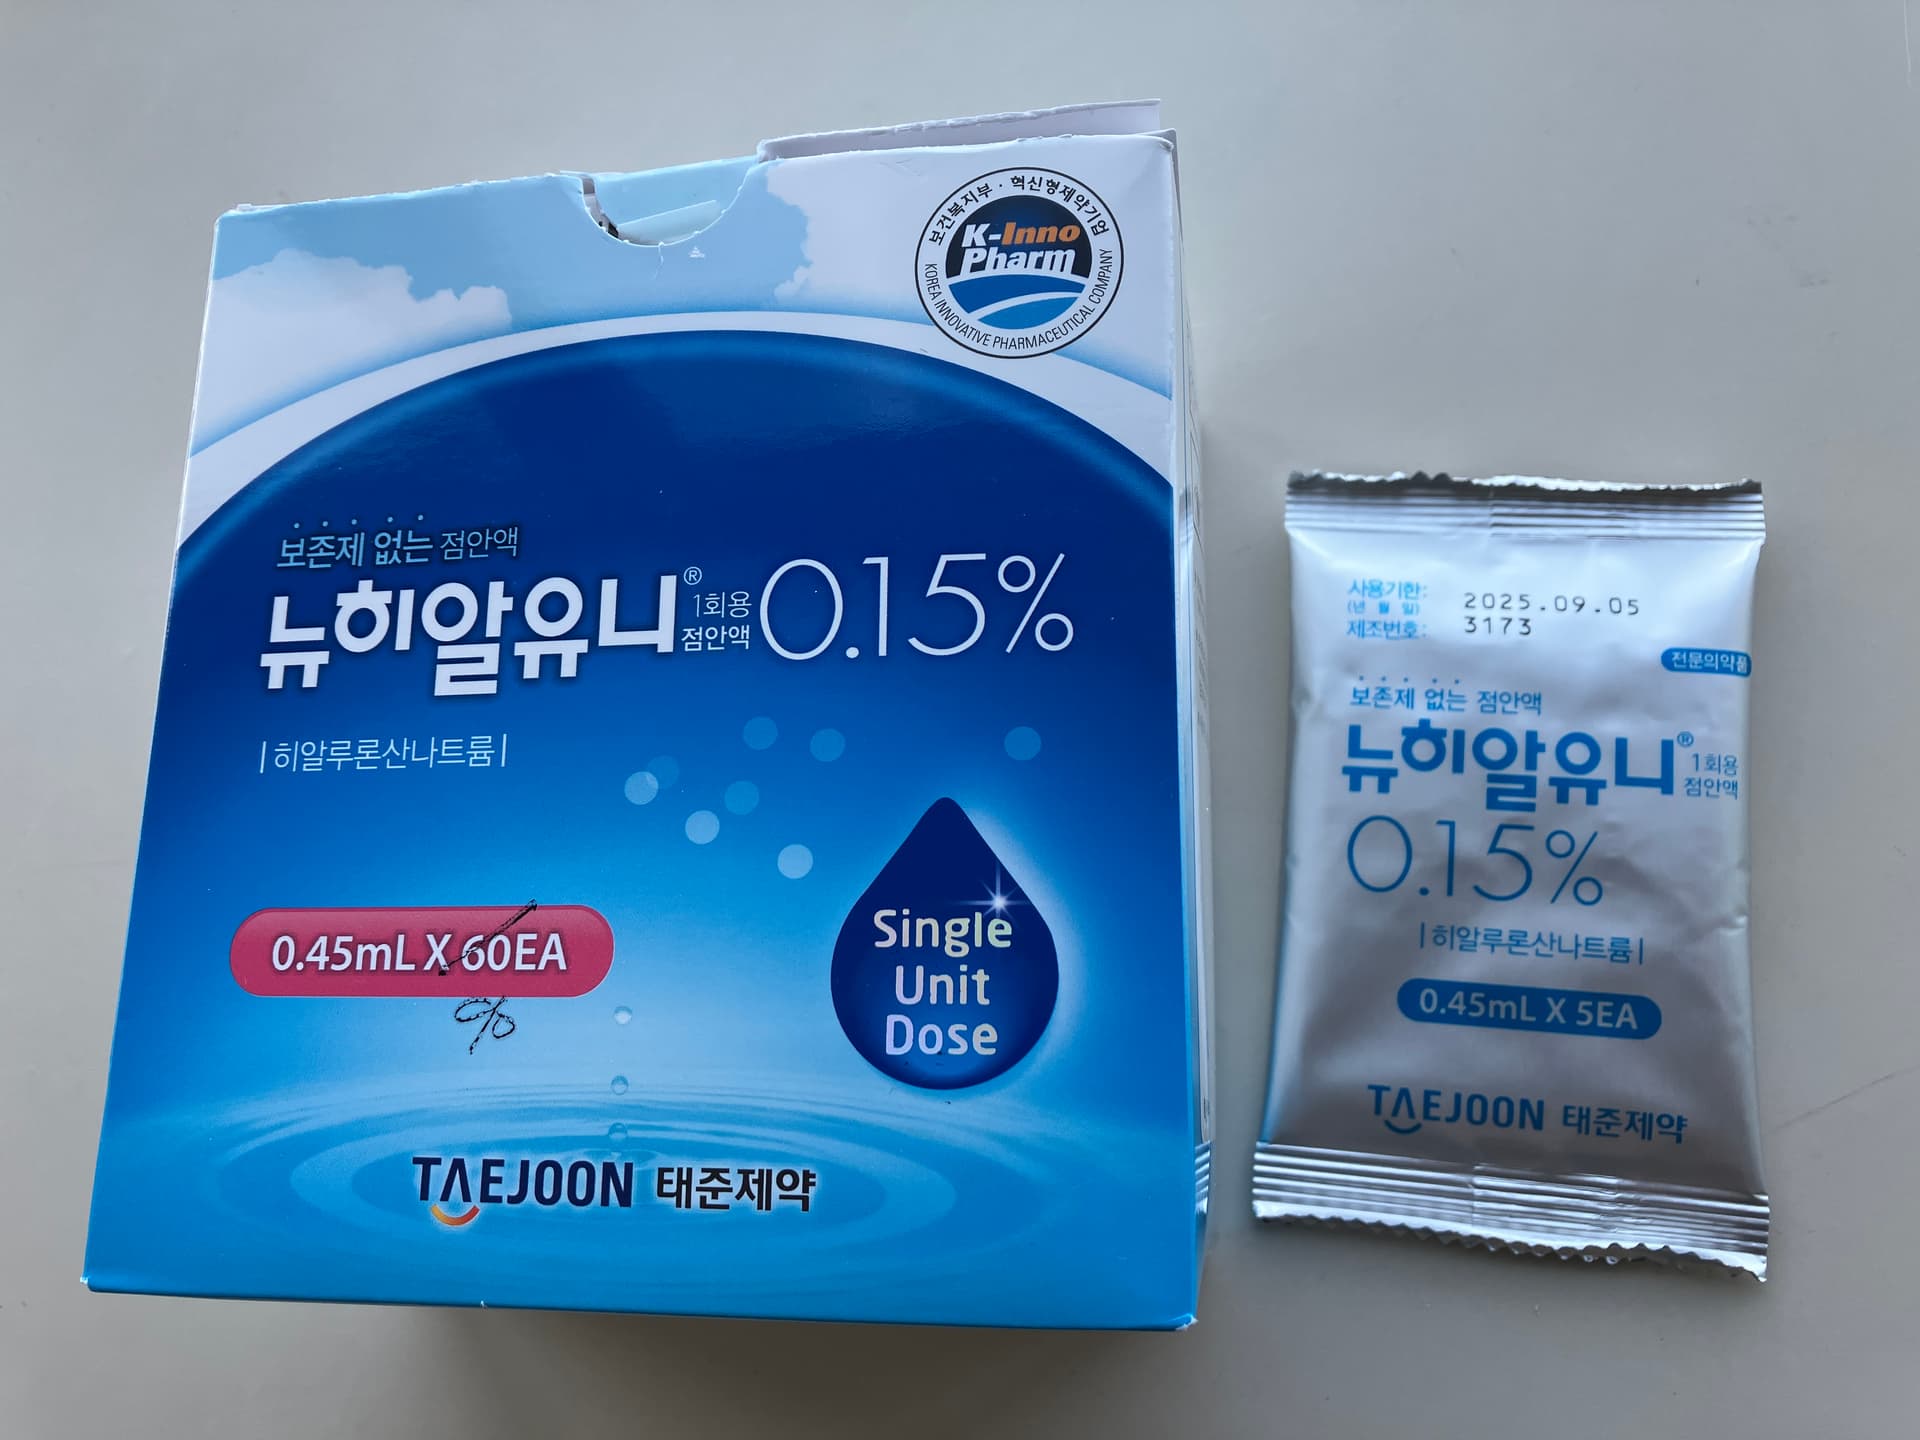 보건복지부 · 혁신형제약기업
K-Inno
Pharm
KOREA INNOVATIVE PHARMACEUTICAL COMPANY
보존제 없는 점안액
뉴히알유니® 1회용 점안액 0.15%
|히알루론산나트륨|
0.45mL X 60EA
Single
Unit
Dose
TAEJOON 태준제약
사용기한: 2025.09.05
(년 월 일)
제조번호: 3173
전문의약품
보존제 없는 점안액
뉴히알유니® 1회용 점안액
0.15%
|히알루론산나트륨|
0.45mL X 5EA
TAEJOON 태준제약